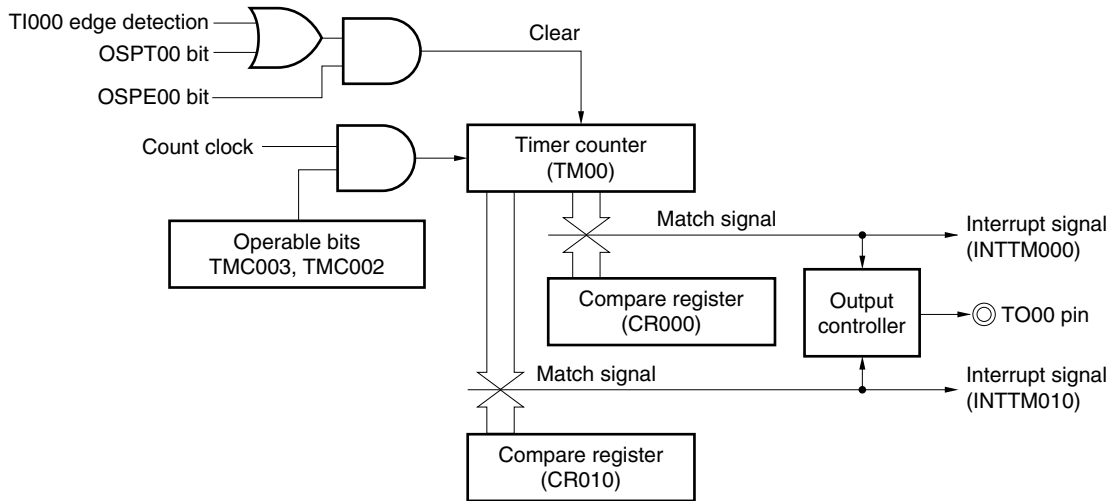 TI000 edge detection
OSPT00 bit
OSPE00 bit
Clear
Count clock
Timer counter
(TM00)
Operable bits
TMC003, TMC002
Match signal
Interrupt signal
(INTTM000)
Compare register
(CR000)
Output
controller
TO00 pin
Match signal
Interrupt signal
(INTTM010)
Compare register
(CR010)